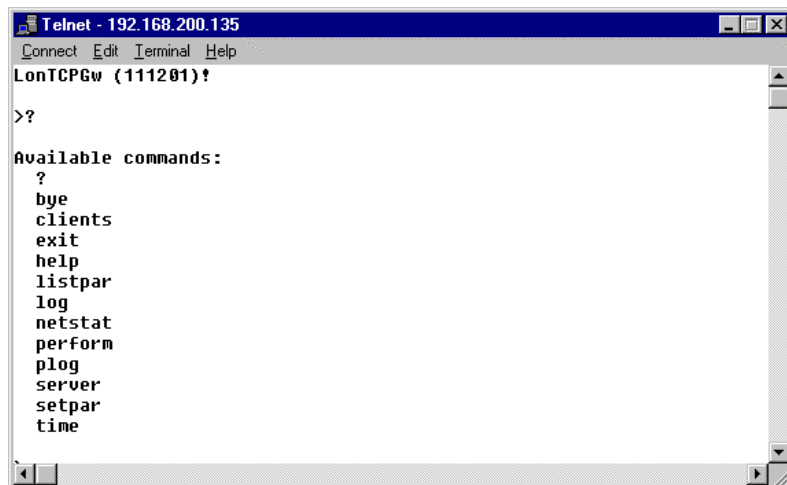 Telnet - 192.168.200.135
Connect Edit Terminal Help
LonTCPGw (111201)!
>?
Available commands:
?
bye
clients
exit
help
listpar
log
netstat
perform
plog
server
setpar
time